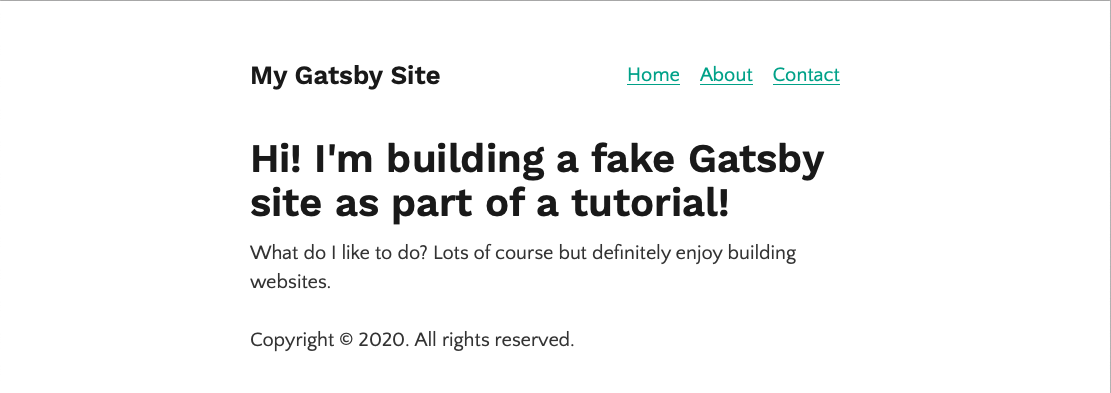 My Gatsby Site
Home About Contact
Hi! I'm building a fake Gatsby
site as part of a tutorial!
What do I like to do? Lots of course but definitely enjoy building
websites.
Copyright © 2020. All rights reserved.